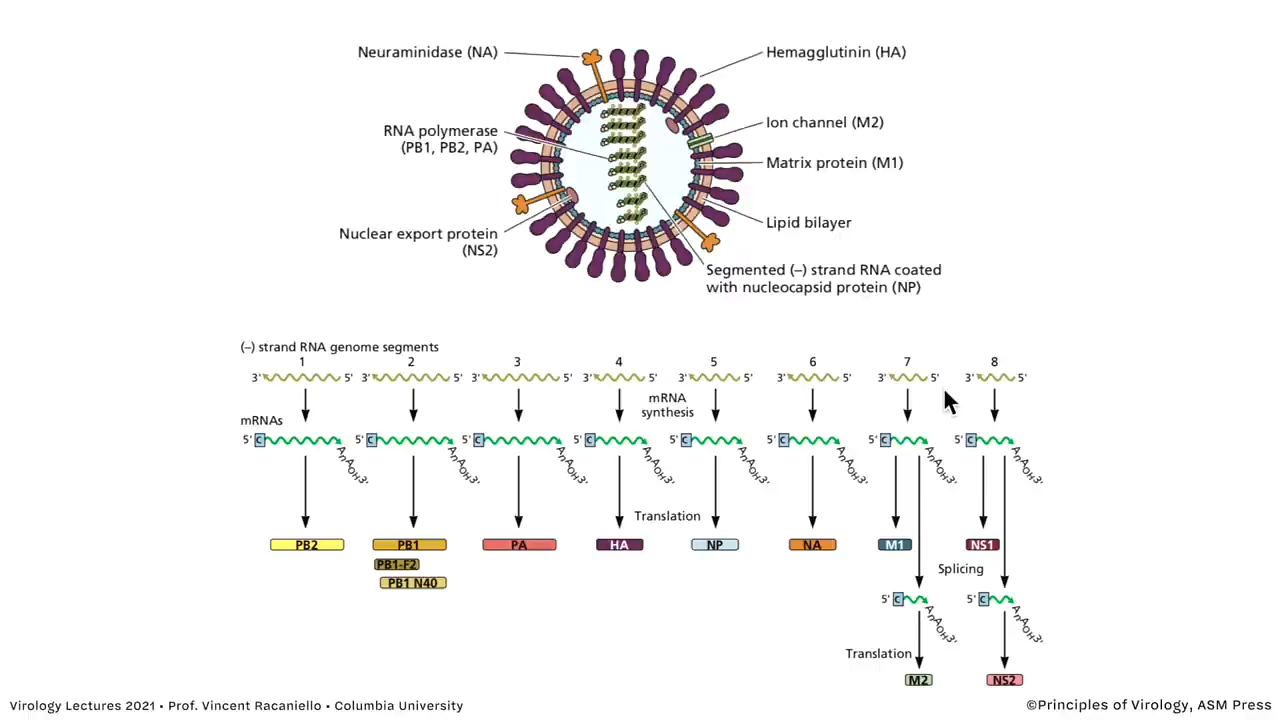 Neuraminidase (NA)
Hemagglutinin (HA)
RNA polymerase
(PB1, PB2, PA)
Ion channel (M2)
Matrix protein (M1)
Lipid bilayer
Nuclear export protein
(NS2)
Segmented (–) strand RNA coated
with nucleocapsid protein (NP)
(–) strand RNA genome segments
1 2 3 4 5 6 7 8
3' 5' 3' 5' 3' 5' 3' 5' 3' 5' 3' 5' 3' 5' 3' 5'
mRNA
synthesis
mRNAs
5' C AnAOH3' 5' C AnAOH3' 5' C AnAOH3' 5' C AnAOH3' 5' C AnAOH3' 5' C AnAOH3' 5' C AnAOH3' 5' C AnAOH3'
Translation
PB2 PB1 PA HA NP NA M1 NS1
PB1-F2
Splicing
PB1 N40
5' C AnAOH3' 5' C AnAOH3'
Translation
M2 NS2
Virology Lectures 2021 • Prof. Vincent Racaniello • Columbia University
©Principles of Virology, ASM Press